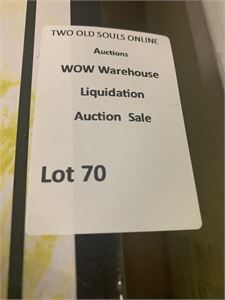 TWO OLD SOULS ONLINE
Auctions
WOW Warehouse
Liquidation
Auction Sale
Lot 70